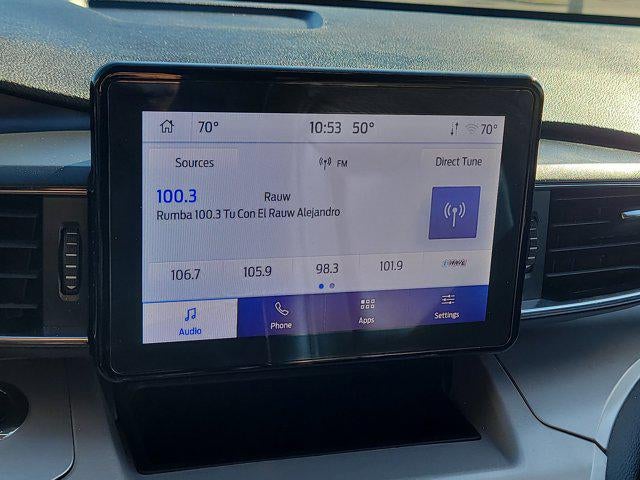 70° 10:53 50° 70°
Sources FM Direct Tune
100.3 Rauw
Rumba 100.3 Tu Con El Rauw Alejandro
106.7 105.9 98.3 101.9
Audio Phone Apps Settings